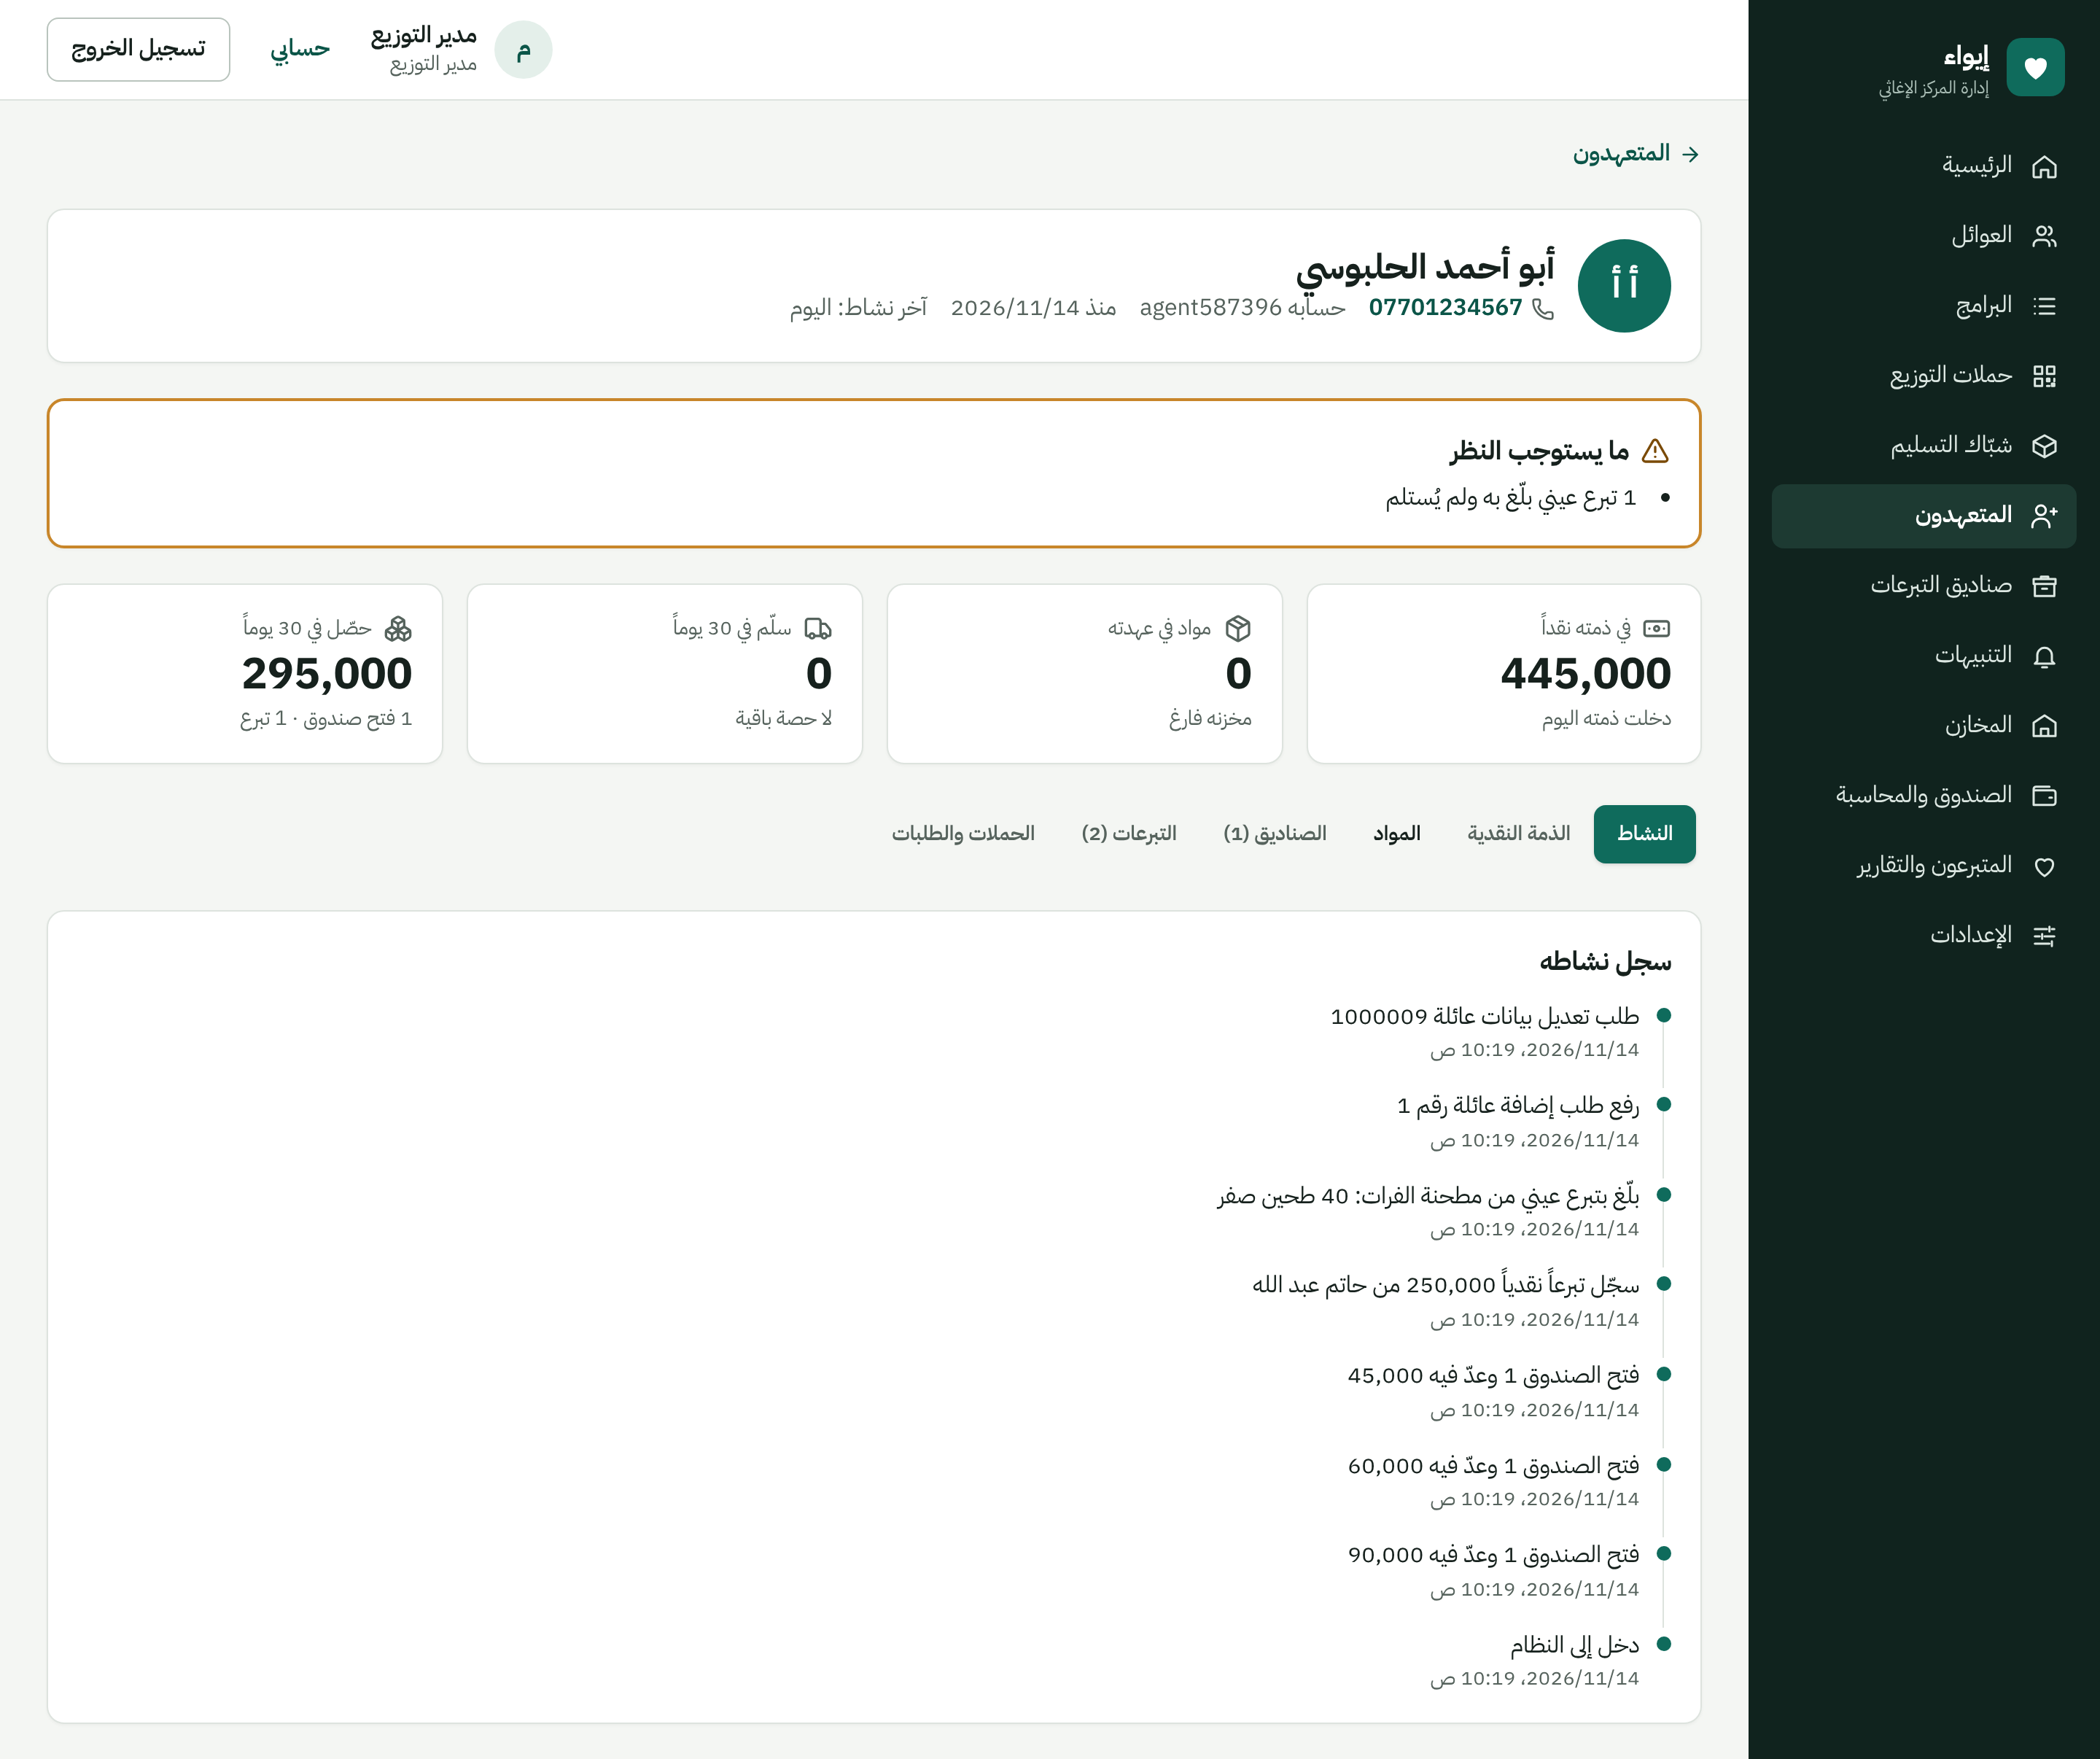 إيواء
إدارة المركز الإغاثي
الرئيسية
العوائل
البرامج
حملات التوزيع
شبّاك التسليم
المتعهدون
صناديق التبرعات
التنبيهات
المخازن
الصندوق والمحاسبة
المتبرعون والتقارير
الإعدادات
م
مدير التوزيع
مدير التوزيع
حسابي
تسجيل الخروج
المتعهدون
أ أ
أبو أحمد الحلبوسي
07701234567 حسابه agent587396 منذ 2026/11/14 آخر نشاط: اليوم
ما يستوجب النظر
• 1 تبرع عيني بلّغ به ولم يُستلم
في ذمته نقداً
445,000
دخلت ذمته اليوم
مواد في عهدته
0
مخزنه فارغ
سلّم في 30 يوماً
0
لا حصة باقية
حصّل في 30 يوماً
295,000
1 فتح صندوق · 1 تبرع
النشاط الذمة النقدية المواد الصناديق (1) التبرعات (2) الحملات والطلبات
سجل نشاطه
طلب تعديل بيانات عائلة 1000009
2026/11/14، 10:19 ص
رفع طلب إضافة عائلة رقم 1
2026/11/14، 10:19 ص
بلّغ بتبرع عيني من مطحنة الفرات: 40 طحين صفر
2026/11/14، 10:19 ص
سجّل تبرعاً نقدياً 250,000 من حاتم عبد الله
2026/11/14، 10:19 ص
فتح الصندوق 1 وعدّ فيه 45,000
2026/11/14، 10:19 ص
فتح الصندوق 1 وعدّ فيه 60,000
2026/11/14، 10:19 ص
فتح الصندوق 1 وعدّ فيه 90,000
2026/11/14، 10:19 ص
دخل إلى النظام
2026/11/14، 10:19 ص